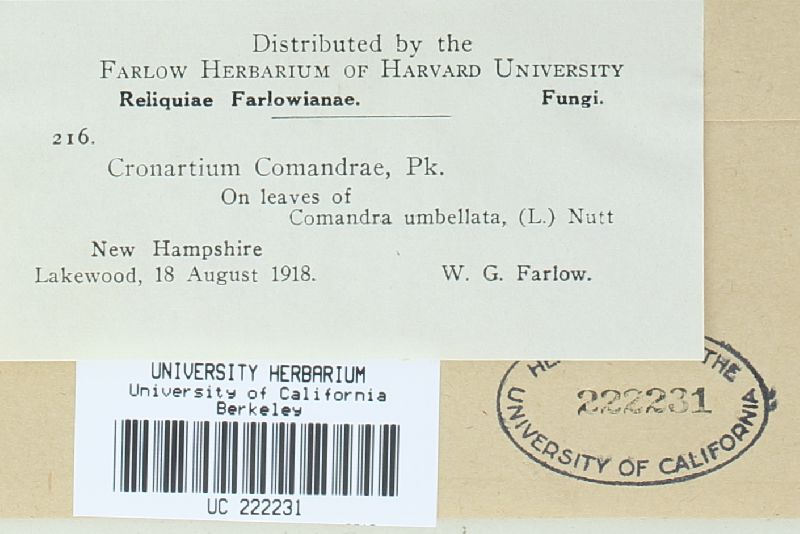 Distributed by the
FARLOW HERBARIUM OF HARVARD UNIVERSITY
Reliquiae Farlowianae. Fungi.
216.
Cronartium Comandrae, Pk.
On leaves of
Comandra umbellata, (L.) Nutt
New Hampshire
Lakewood, 18 August 1918. W. G. Farlow.
UNIVERSITY HERBARIUM
University of California
Berkeley
UC 222231
THE
222231
UNIVERSITY OF CALIFORNIA